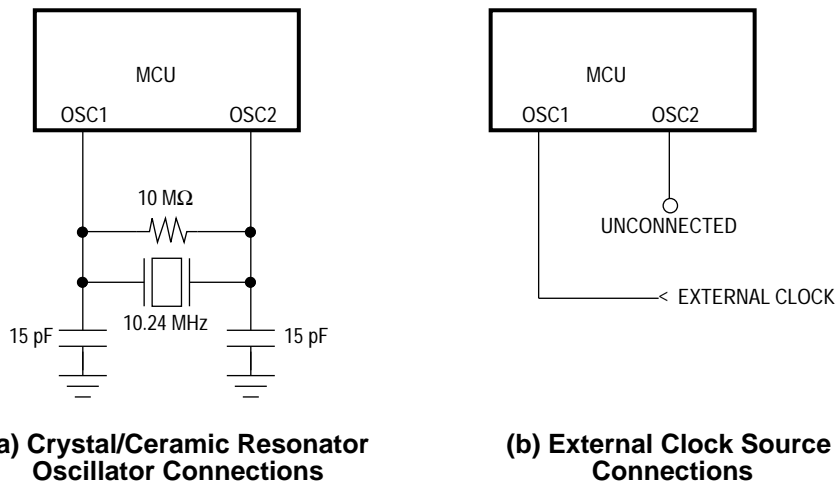 MCU
OSC1 OSC2
10 MΩ
10.24 MHz
15 pF 15 pF
a) Crystal/Ceramic Resonator
Oscillator Connections
MCU
OSC1 OSC2
UNCONNECTED
EXTERNAL CLOCK
(b) External Clock Source
Connections